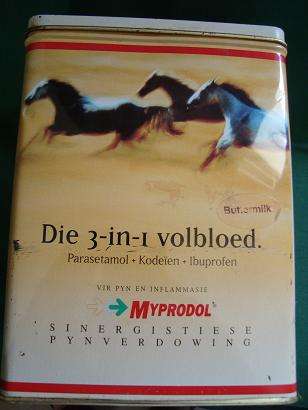 Buttermilk
Die 3-in-1 volbloed.
Parasetamol • Kodeïen • Ibuprofen
VIR PYN EN INFLAMMASIE
MYPRODOL
SINERGISTIESE
PYNVERDOWING